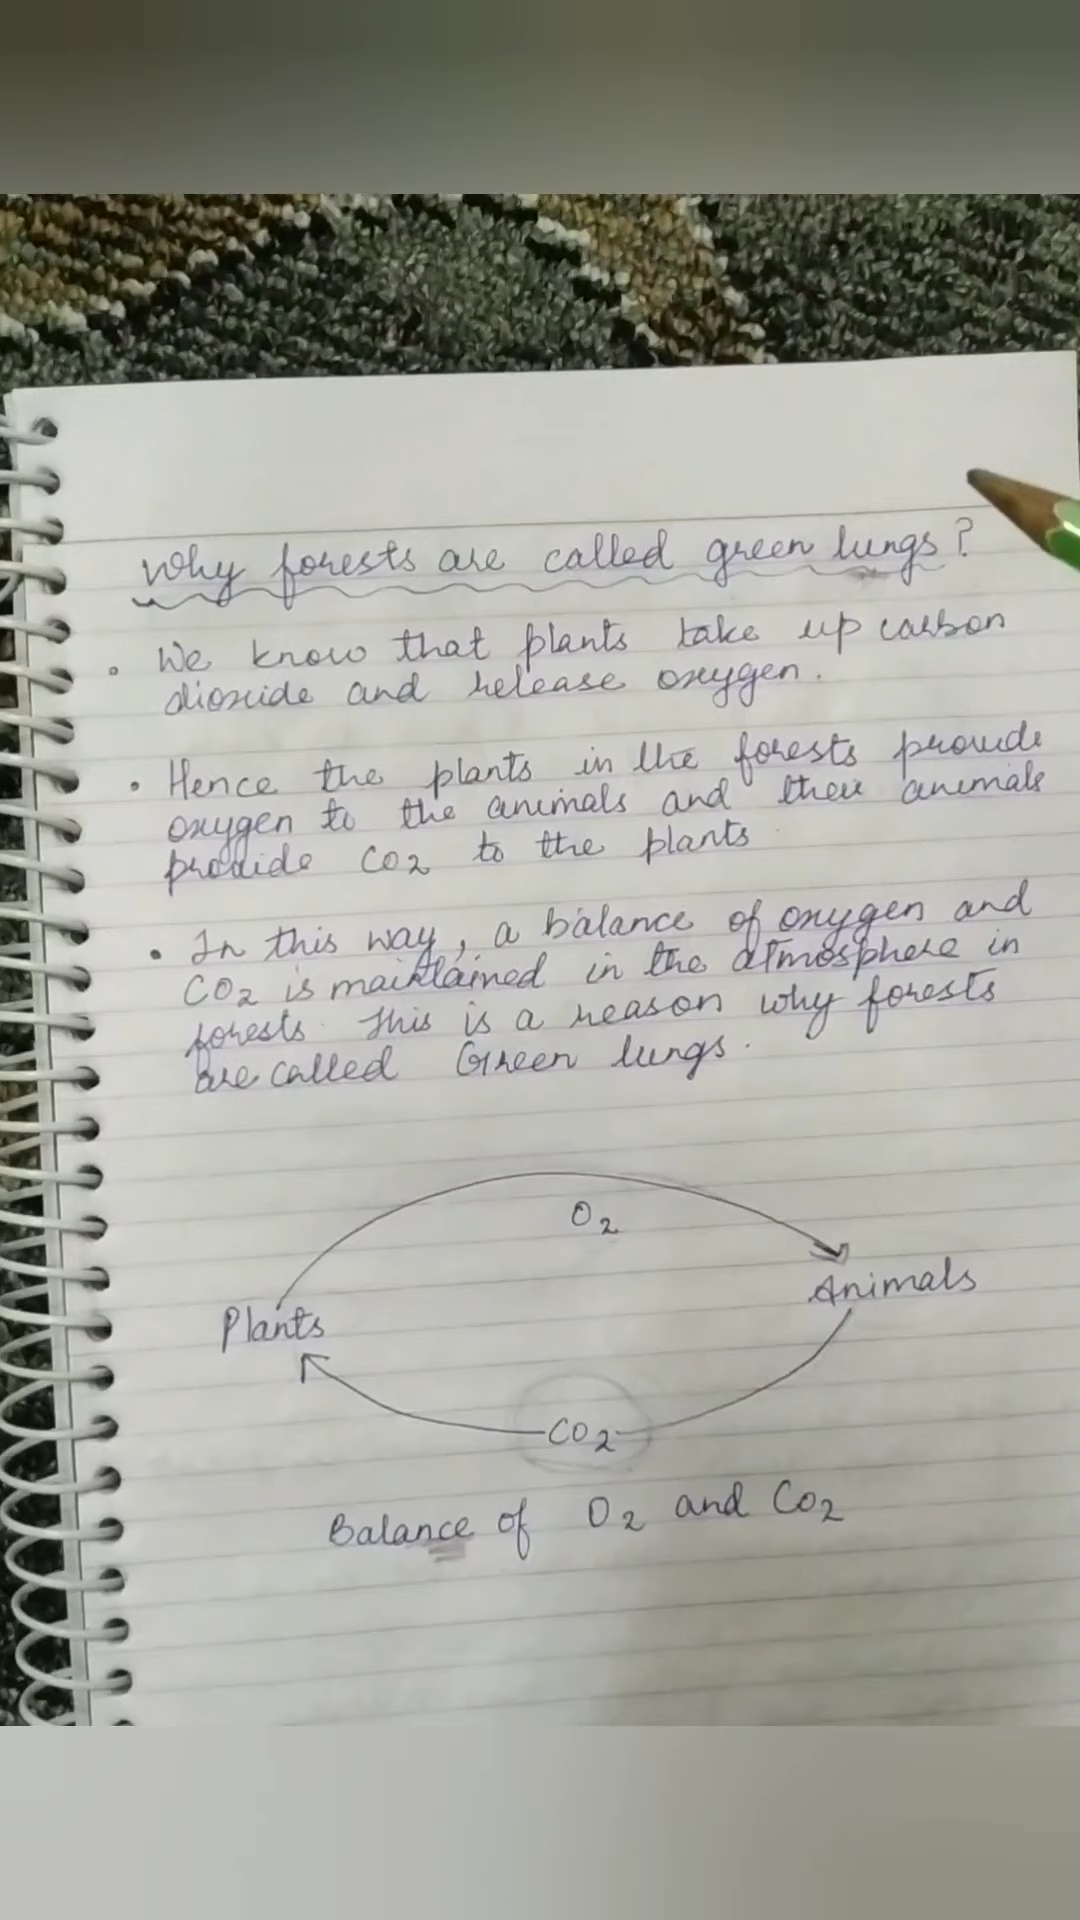 Why forests are called green lungs?
• We know that plants take up carbon
dioxide and release oxygen.
• Hence the plants in the forests provide
oxygen to the animals and their animals
provide CO2 to the plants
• In this way, a balance of oxygen and
CO2 is maintained in the atmosphere in
forests. This is a reason why forests
are called Green lungs.
O2
Animals
Plants
CO2
Balance of O2 and CO2